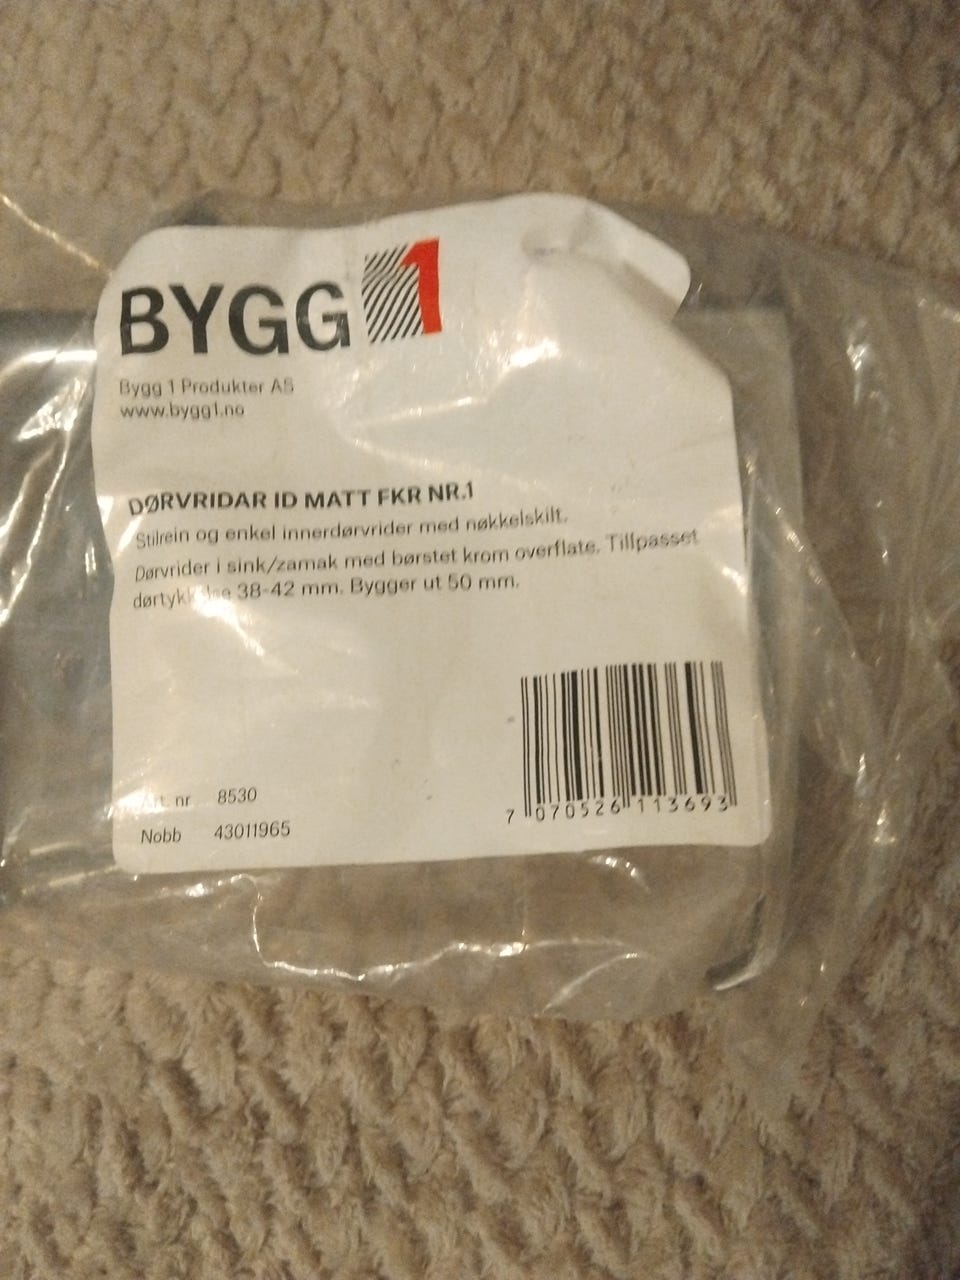 BYGG 1
Bygg 1 Produkter AS
www.bygg1.no
DØRVRIDAR ID MATT FKR NR.1
Stilrein og enkel innerdørvrider med nøkkelskilt.
Dørvrider i sink/zamak med børstet krom overflate. Tillpasset
dørtykkelse 38-42 mm. Bygger ut 50 mm.
Art. nr 8530
Nobb 43011965
7 070526 113693